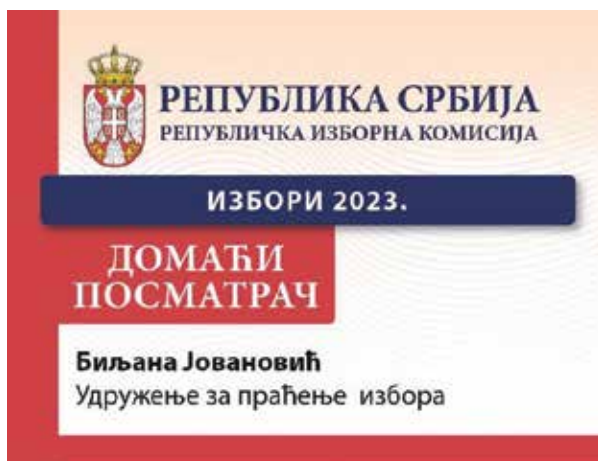 РЕПУБЛИКА СРБИЈА
РЕПУБЛИЧКА ИЗБОРНА КОМИСИЈА
ИЗБОРИ 2023.
ДОМАЋИ
ПОСМАТРАЧ
Биљана Јовановић
Удружење за праћење избора